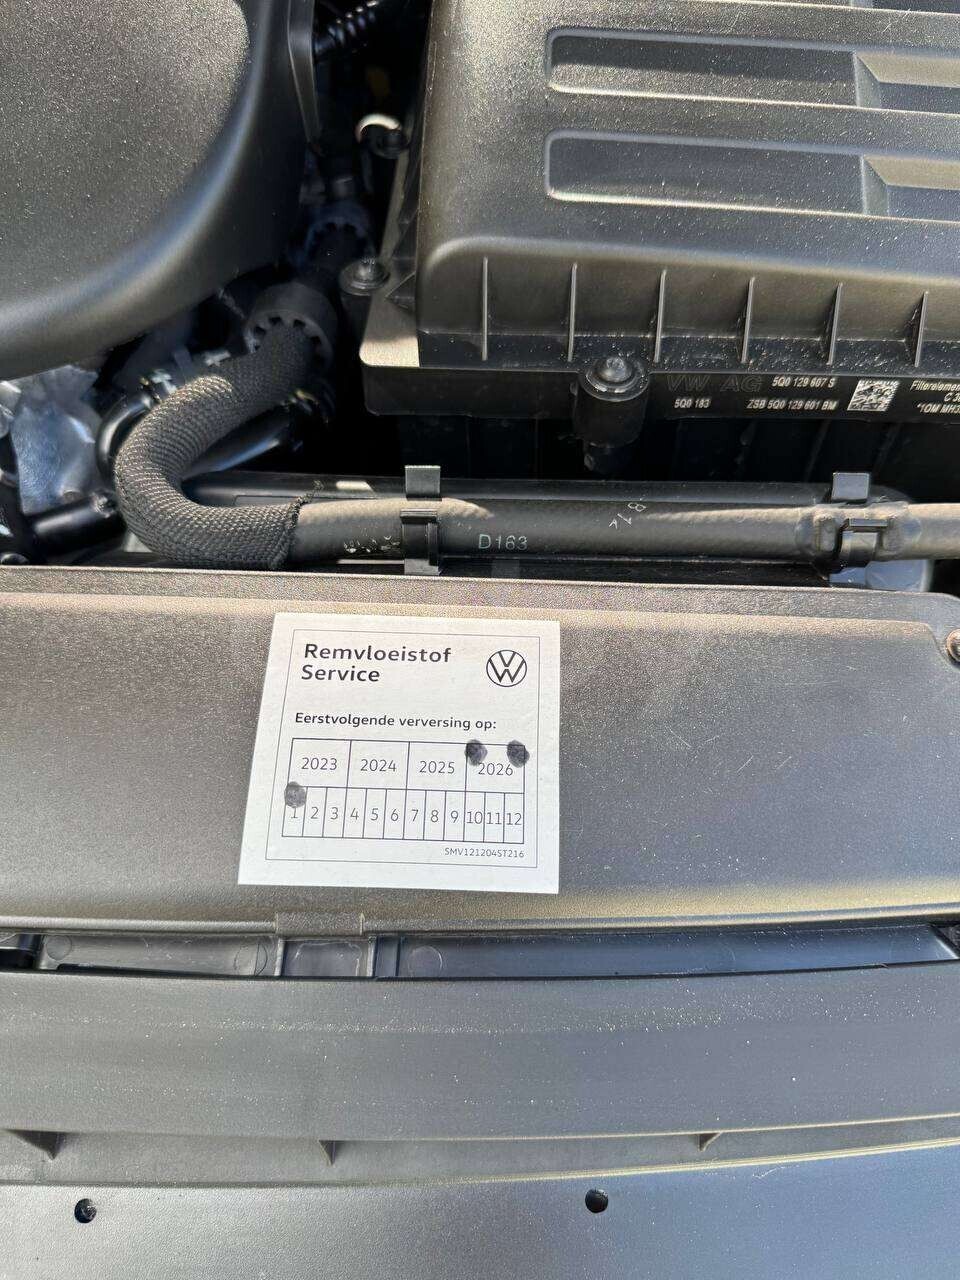 VW AG 5Q0 129 607 S
5Q0 183 ZSB 5Q0 129 601 BM
Filterelement
D163
Remvloeistof
Service
Eerstvolgende verversing op:
2023 2024 2025 2026
1 2 3 4 5 6 7 8 9 10 11 12
SMV121204ST216